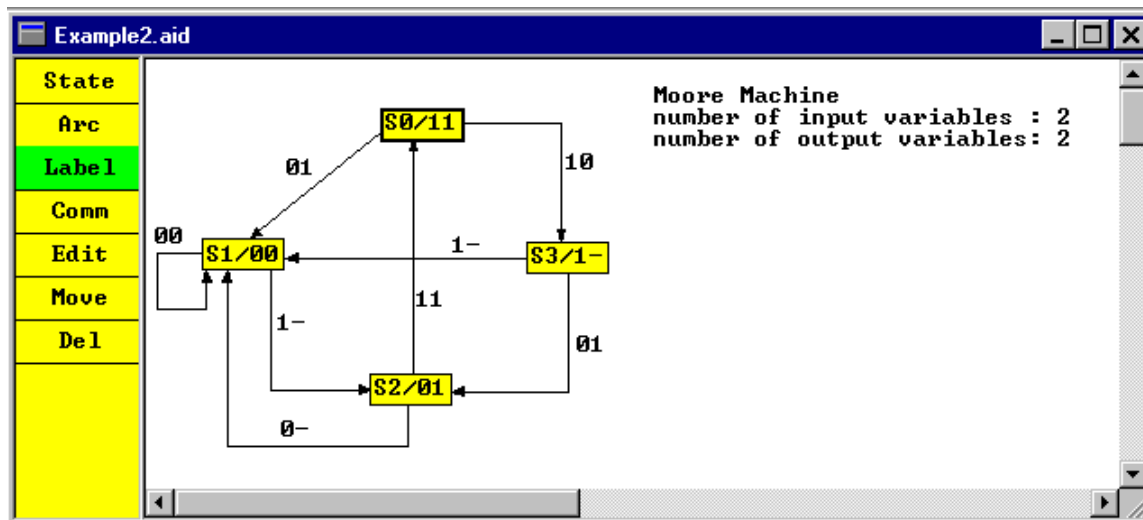 Example2.aid
State
Arc
Label
Comm
Edit
Move
Del
Moore Machine
number of input variables : 2
number of output variables: 2
S0/11
01
10
00
S1/00
1-
S3/1-
11
1-
01
S2/01
0-